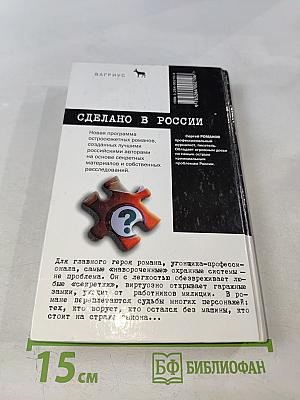 ВАГРИУС
СДЕЛАНО В РОССИИ
Новая программа
остросюжетных романов,
созданных лучшими
российскими авторами
на основе секретных
материалов и собственных
расследований.
Сергей РОМАНОВ
профессиональный
журналист, писатель.
Обладает огромным досье
по самым острым
криминальным
проблемам России.
?
Для главного героя романа, угонщика-професси-
онала, самые «навороченные» охранные системы —
не проблема. Он с легкостью обезвреживает лю-
бые «секретки», виртуозно открывает гаражные
замки, уходит от работников милиции. В ро-
мане переплетаются судьбы многих персонажей:
тех, кто ворует, кто остался без машины, кто
стоит на страже закона...
15 см
БФ БИБЛИОФАН